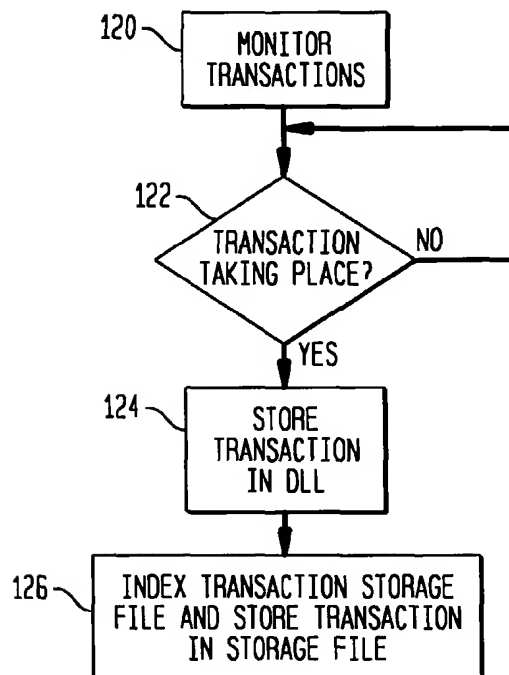 120
MONITOR
TRANSACTIONS
122
TRANSACTION
TAKING PLACE?
NO
YES
124
STORE
TRANSACTION
IN DLL
126
INDEX TRANSACTION STORAGE
FILE AND STORE TRANSACTION
IN STORAGE FILE